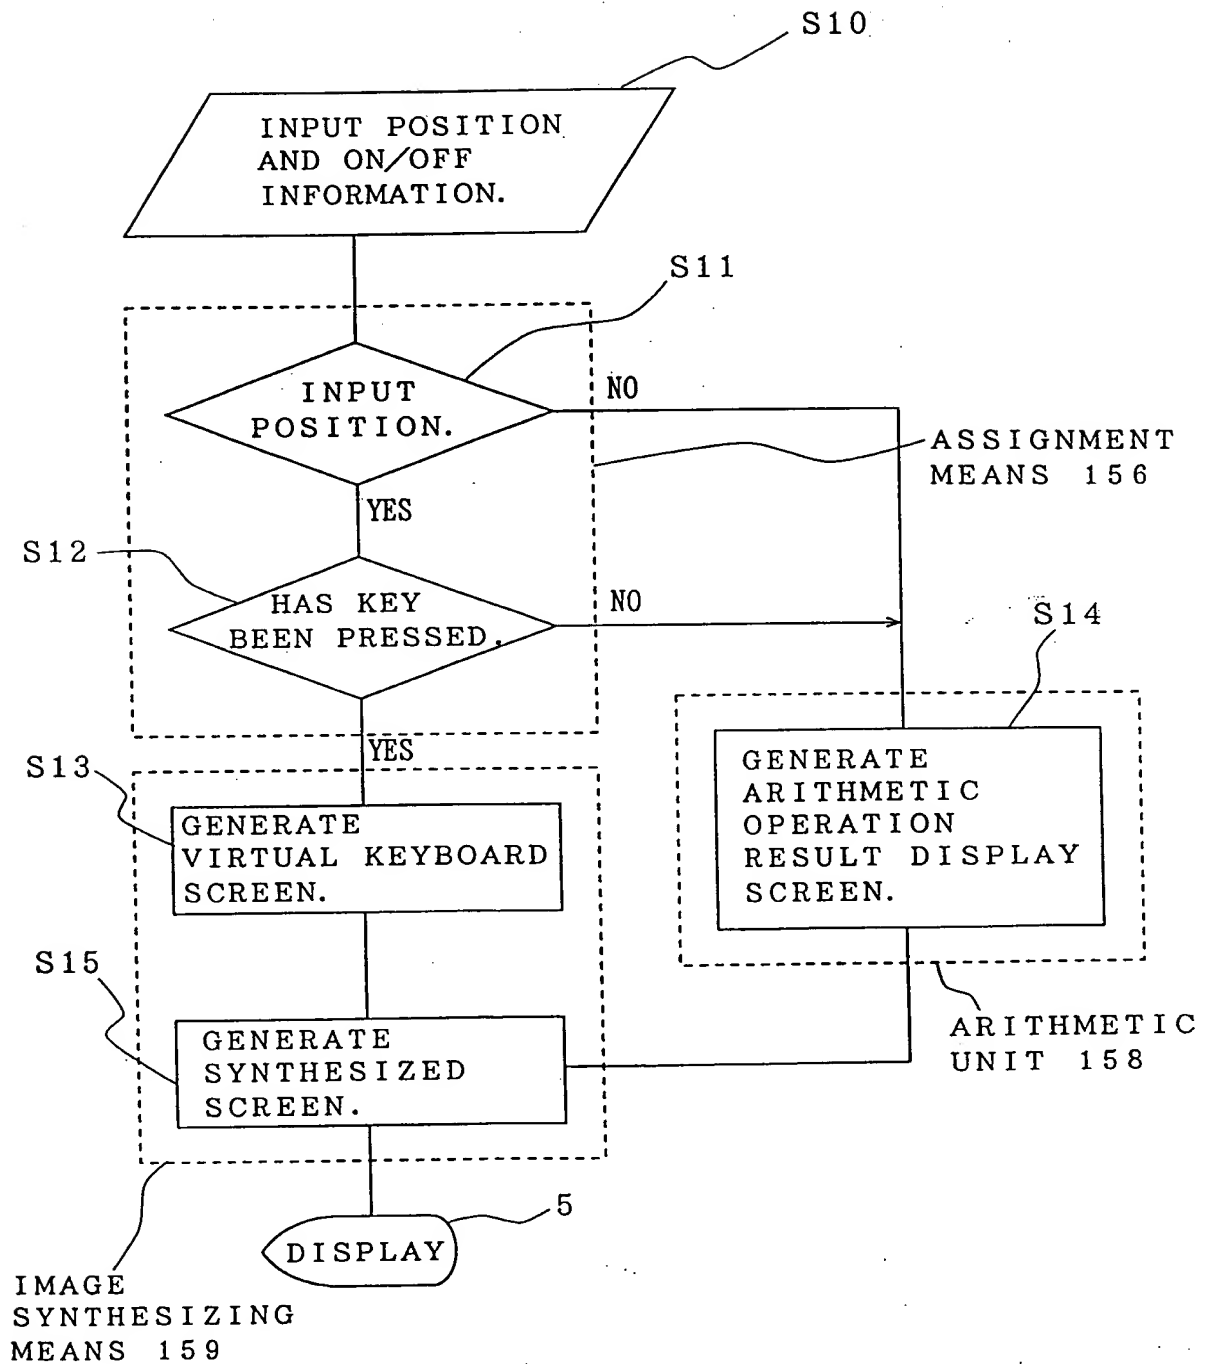 S10
INPUT POSITION
AND ON/OFF
INFORMATION.
S11
INPUT
POSITION.
NO
ASSIGNMENT
MEANS 156
YES
S12
HAS KEY
BEEN PRESSED.
NO
S14
YES
S13
GENERATE
VIRTUAL KEYBOARD
SCREEN.
GENERATE
ARITHMETIC
OPERATION
RESULT DISPLAY
SCREEN.
S15
GENERATE
SYNTHESIZED
SCREEN.
ARITHMETIC
UNIT 158
5
DISPLAY
IMAGE
SYNTHESIZING
MEANS 159